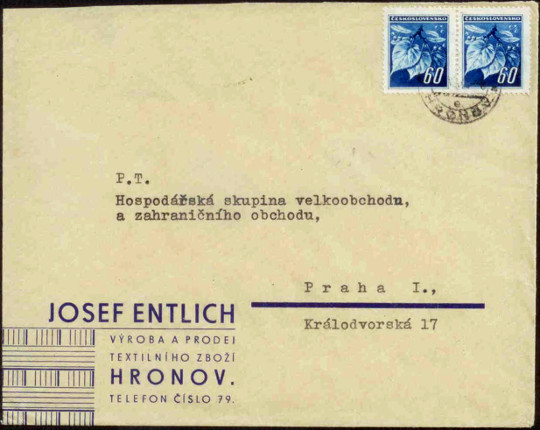 ČESKOSLOVENSKO ČESKOSLOVENSKO
60 60
P.T.
Hospodářská skupina velkoobchodu,
a zahraničního obchodu,
Praha I.,
Králodvorská 17
JOSEF ENTLICH
VÝROBA A PRODEJ
TEXTILNÍHO ZBOŽÍ
HRONOV.
TELEFON ČÍSLO 79.